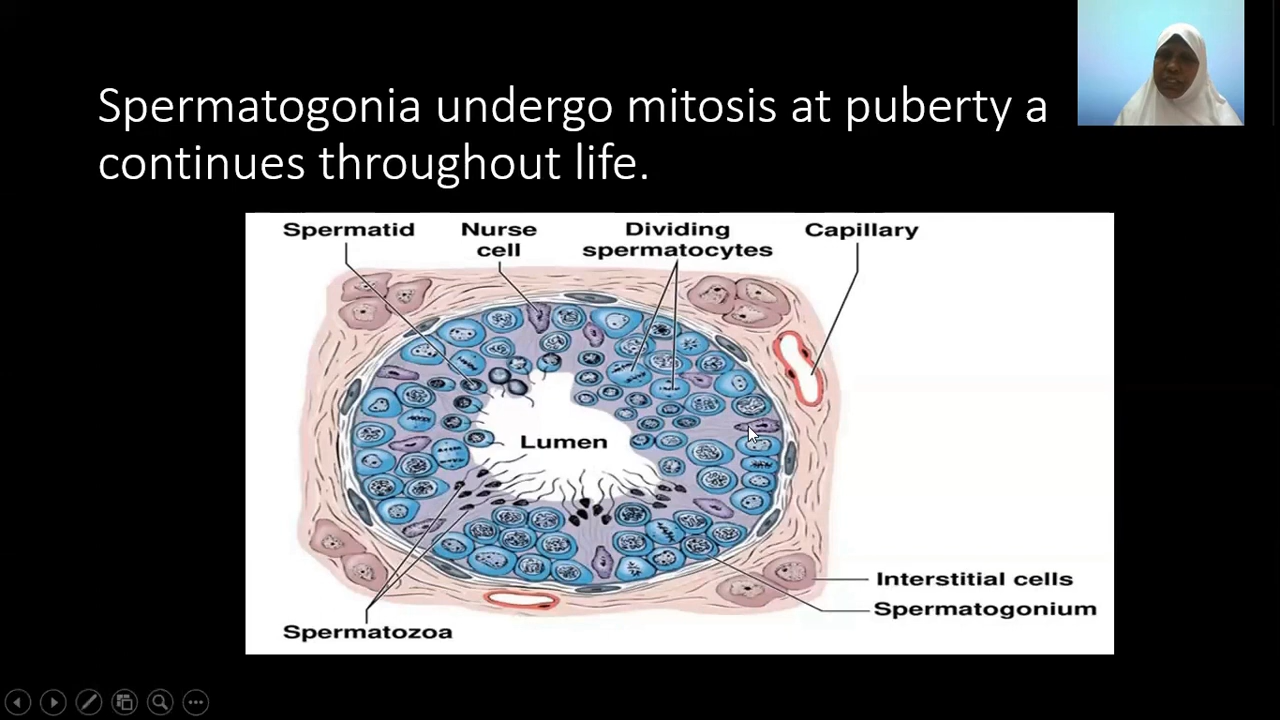 Spermatogonia undergo mitosis at puberty a
continues throughout life.
Spermatid
Nurse
cell
Dividing
spermatocytes
Capillary
Lumen
Interstitial cells
Spermatogonium
Spermatozoa